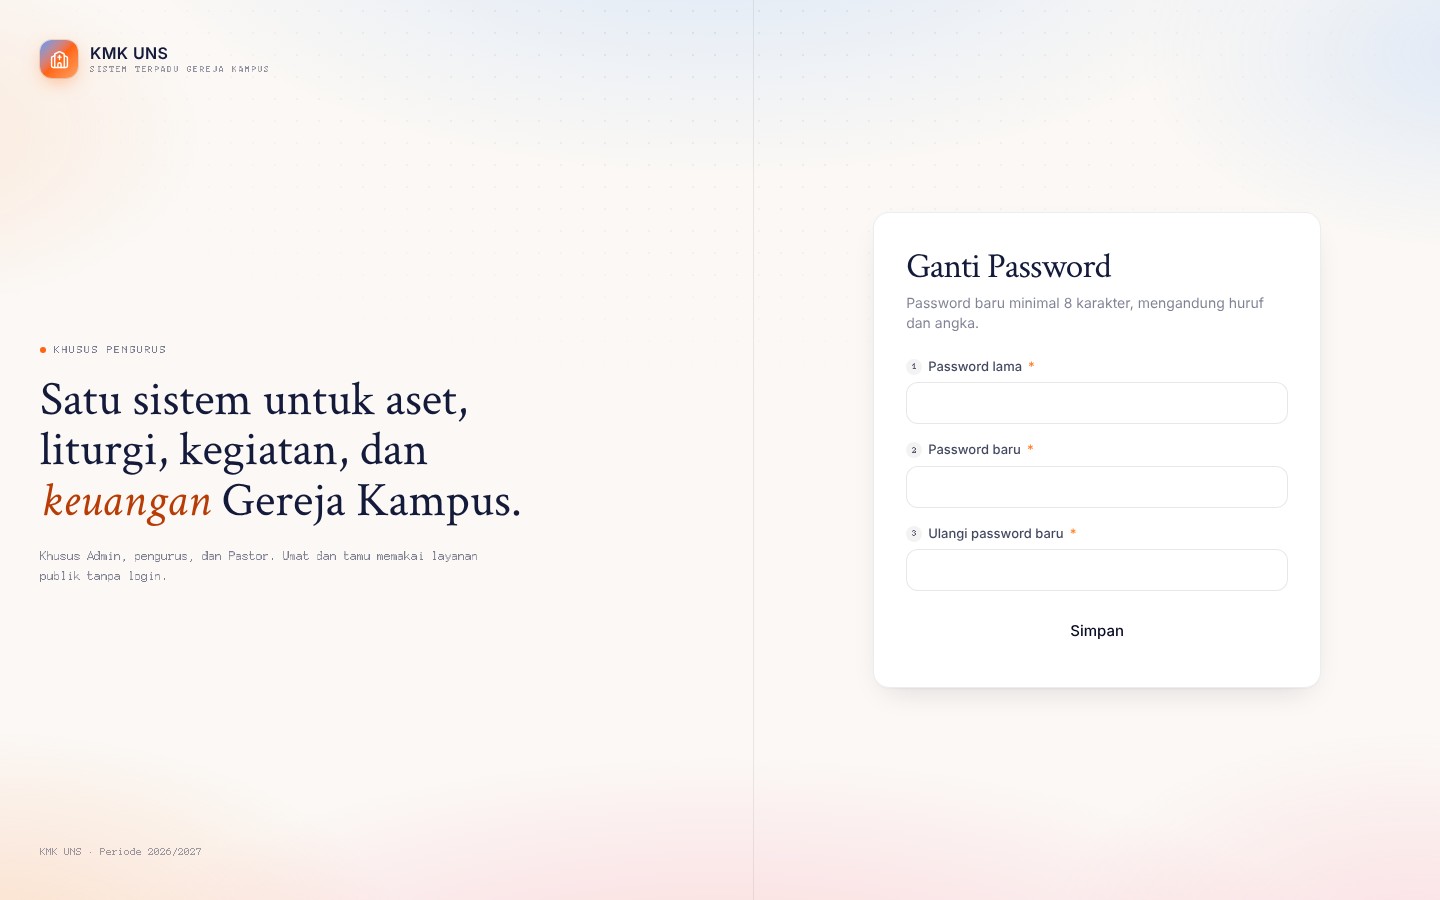 KMK UNS
SISTEM TERPADU GEREJA KAMPUS
KHUSUS PENGURUS
Satu sistem untuk aset,
liturgi, kegiatan, dan
keuangan Gereja Kampus.
Khusus Admin, pengurus, dan Pastor. Umat dan tamu memakai layanan
publik tanpa login.
KMK UNS · Periode 2026/2027
Ganti Password
Password baru minimal 8 karakter, mengandung huruf
dan angka.
1 Password lama *
2 Password baru *
3 Ulangi password baru *
Simpan